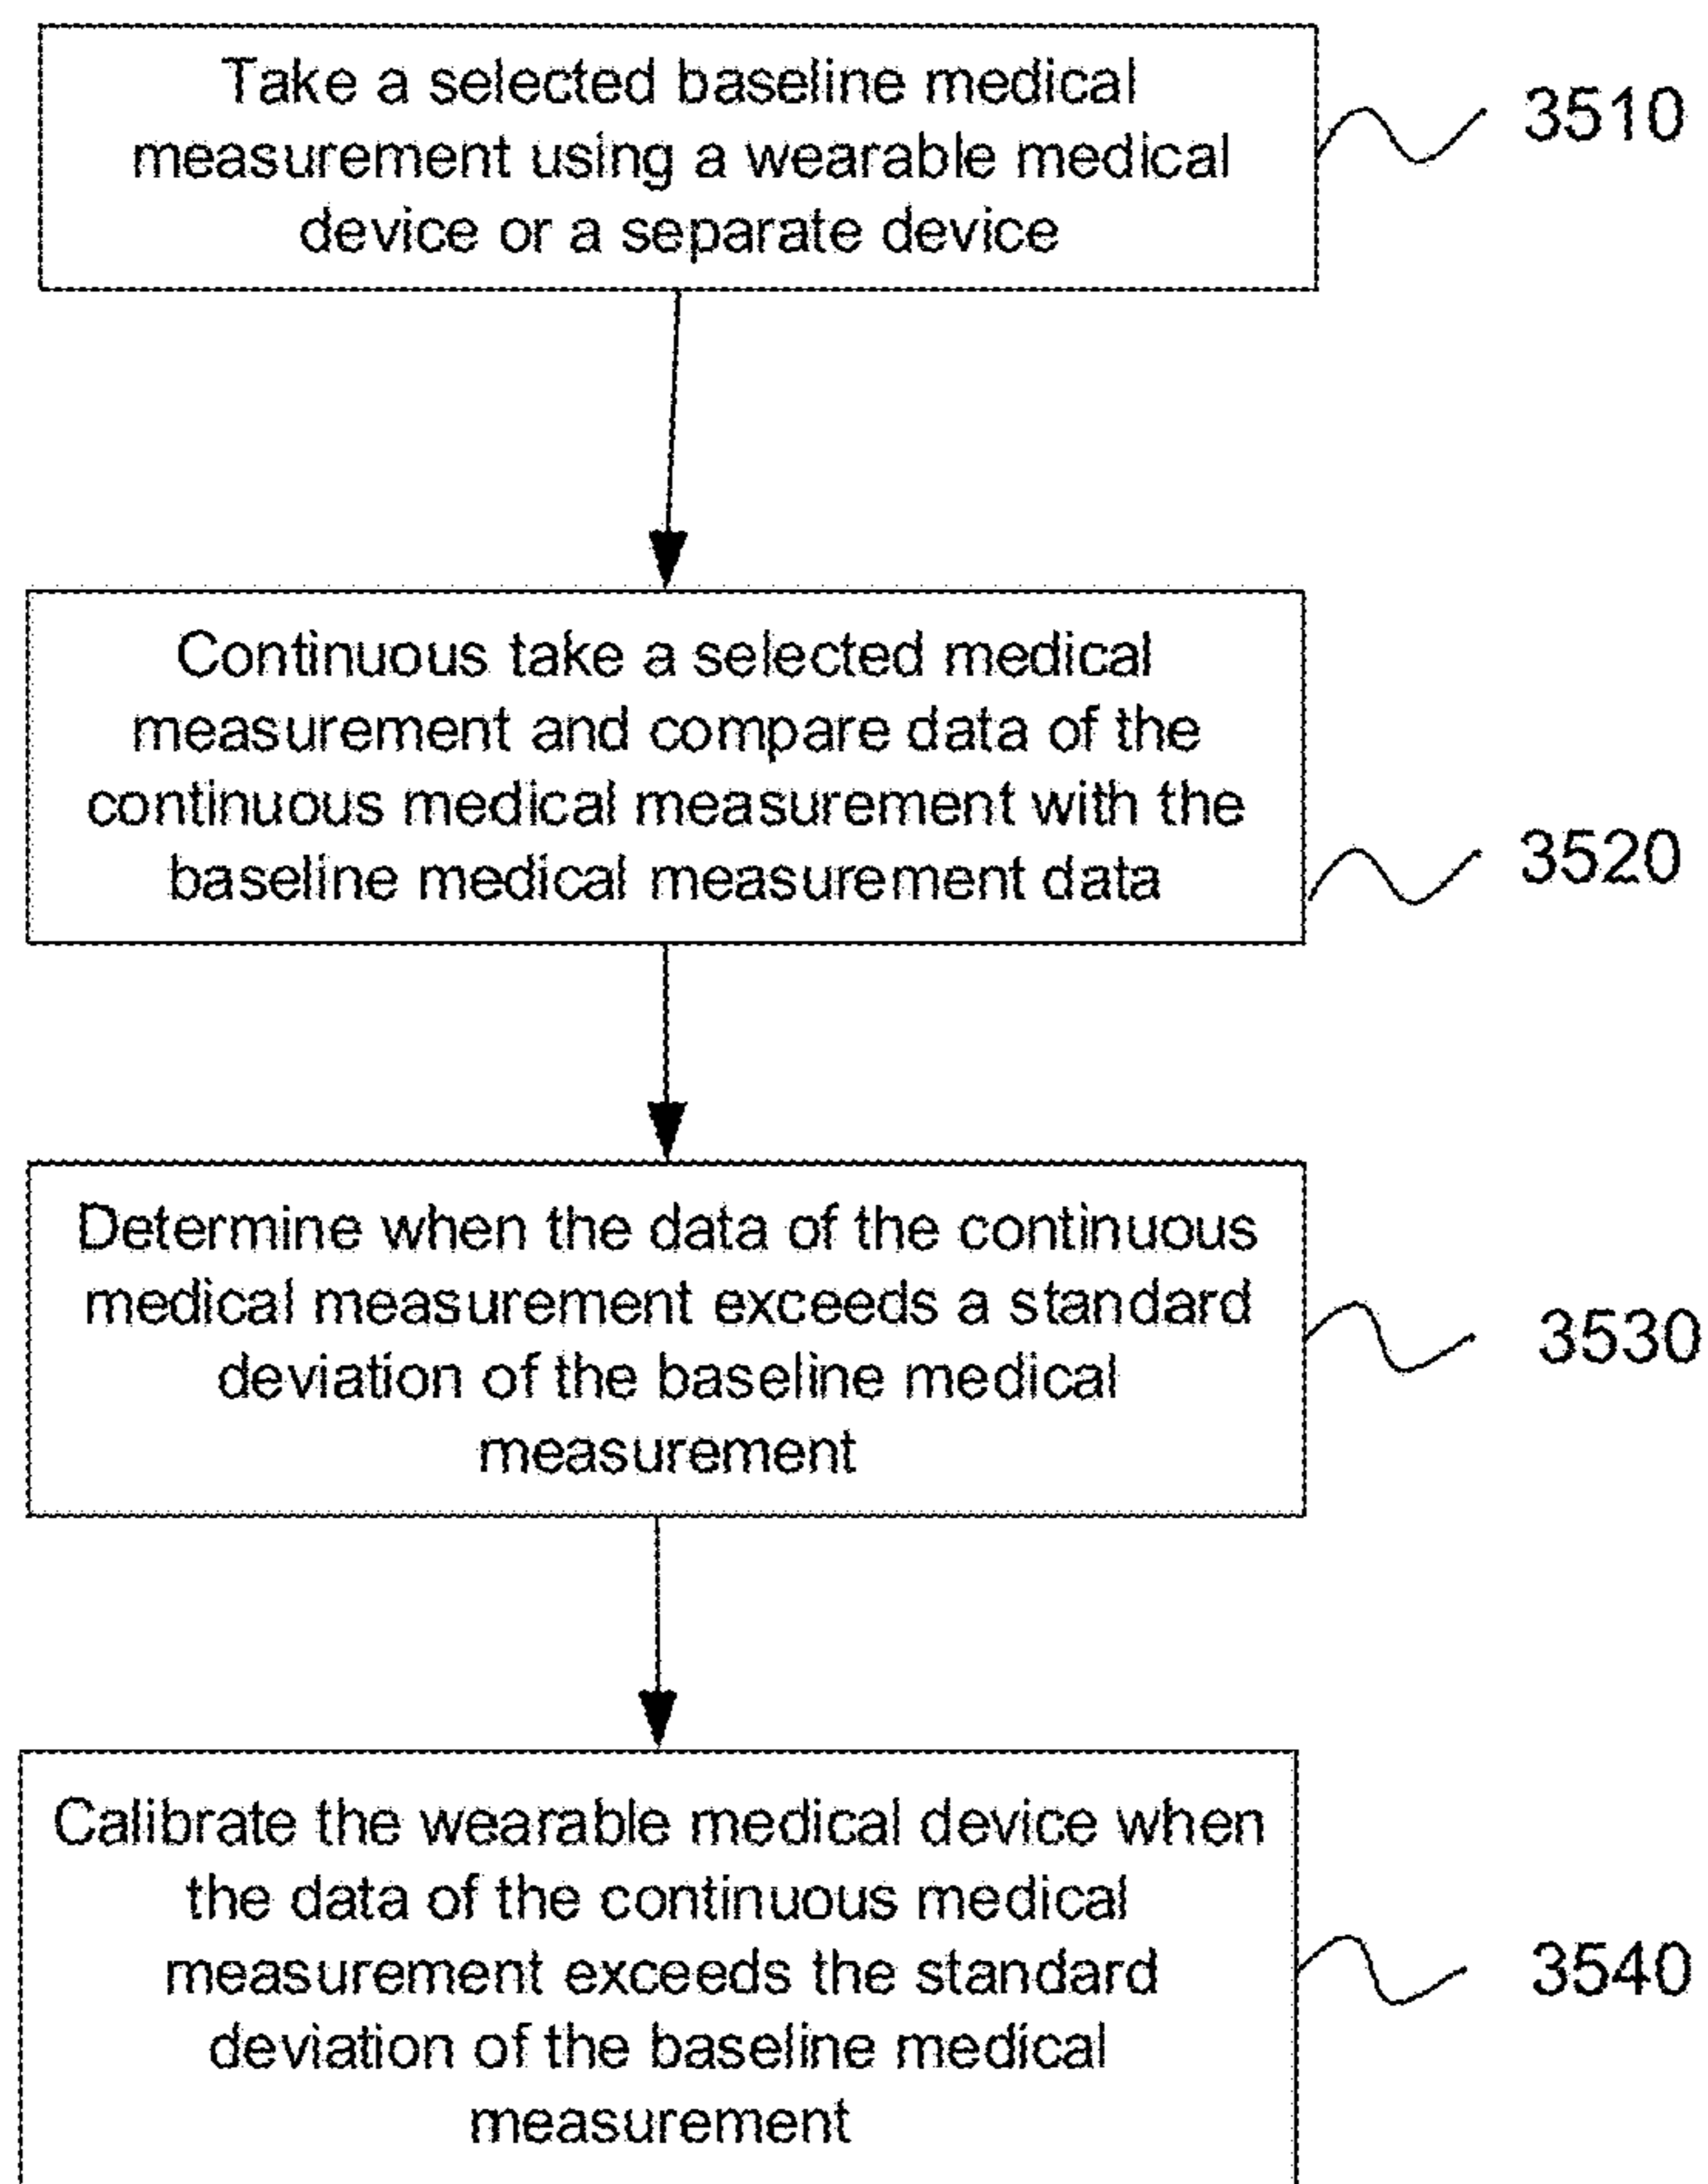 Take a selected baseline medical
measurement using a wearable medical
device or a separate device
3510
Continuous take a selected medical
measurement and compare data of the
continuous medical measurement with the
baseline medical measurement data
3520
Determine when the data of the continuous
medical measurement exceeds a standard
deviation of the baseline medical
measurement
3530
Calibrate the wearable medical device when
the data of the continuous medical
measurement exceeds the standard
deviation of the baseline medical
measurement
3540